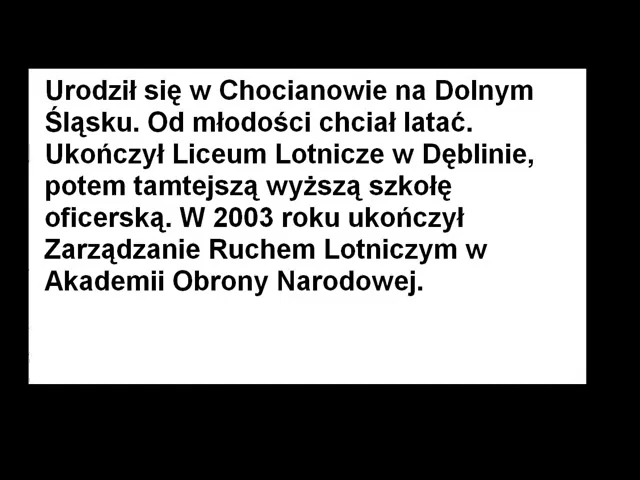 Urodził się w Chocianowie na Dolnym
Śląsku. Od młodości chciał latać.
Ukończył Liceum Lotnicze w Dęblinie,
potem tamtejszą wyższą szkołę
oficerską. W 2003 roku ukończył
Zarządzanie Ruchem Lotniczym w
Akademii Obrony Narodowej.